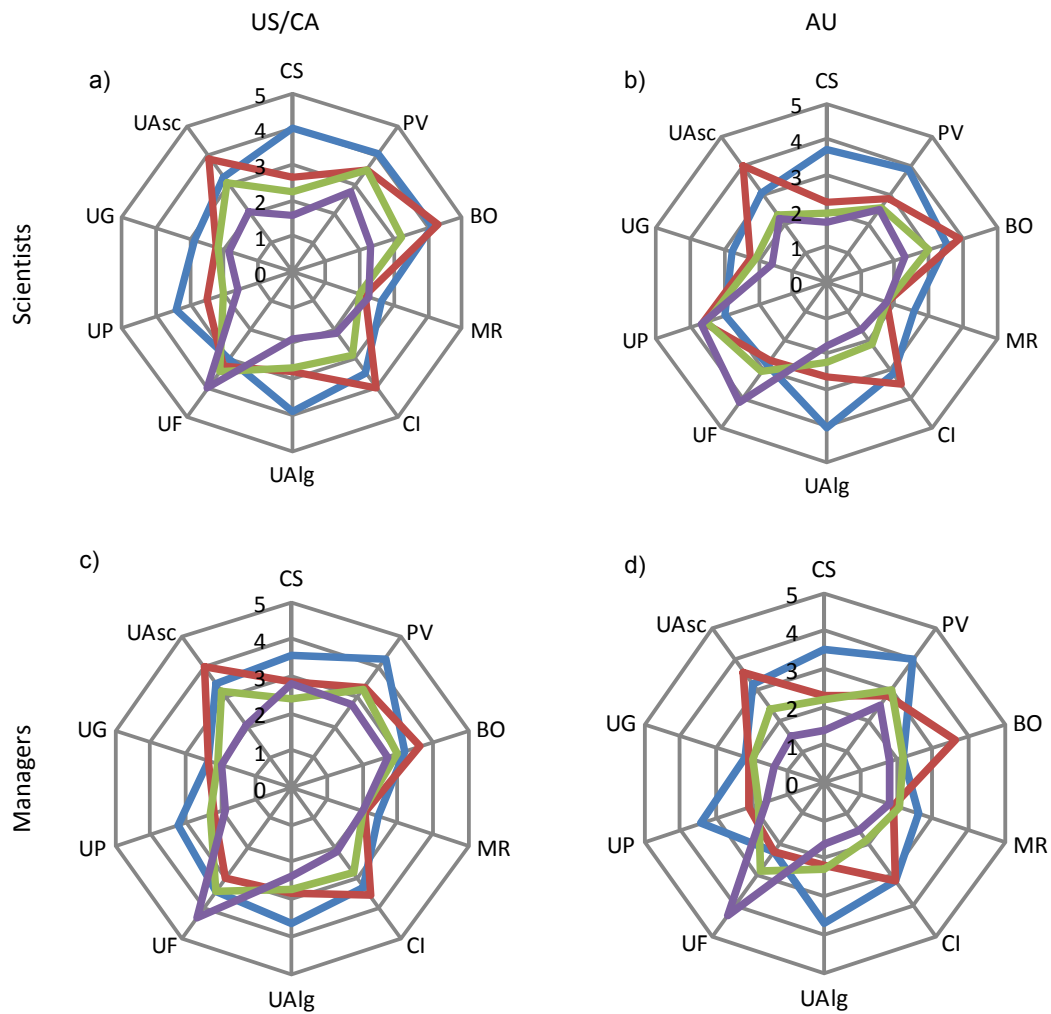 US/CA
AU
Scientists
a)
CS
PV
BO
MR
CI
UAlg
UF
UP
UG
UAsc
5
4
3
2
1
0
b)
CS
PV
BO
MR
CI
UAlg
UF
UP
UG
UAsc
5
4
3
2
1
0
Managers
c)
CS
PV
BO
MR
CI
UAlg
UF
UP
UG
UAsc
5
4
3
2
1
0
d)
CS
PV
BO
MR
CI
UAlg
UF
UP
UG
UAsc
5
4
3
2
1
0